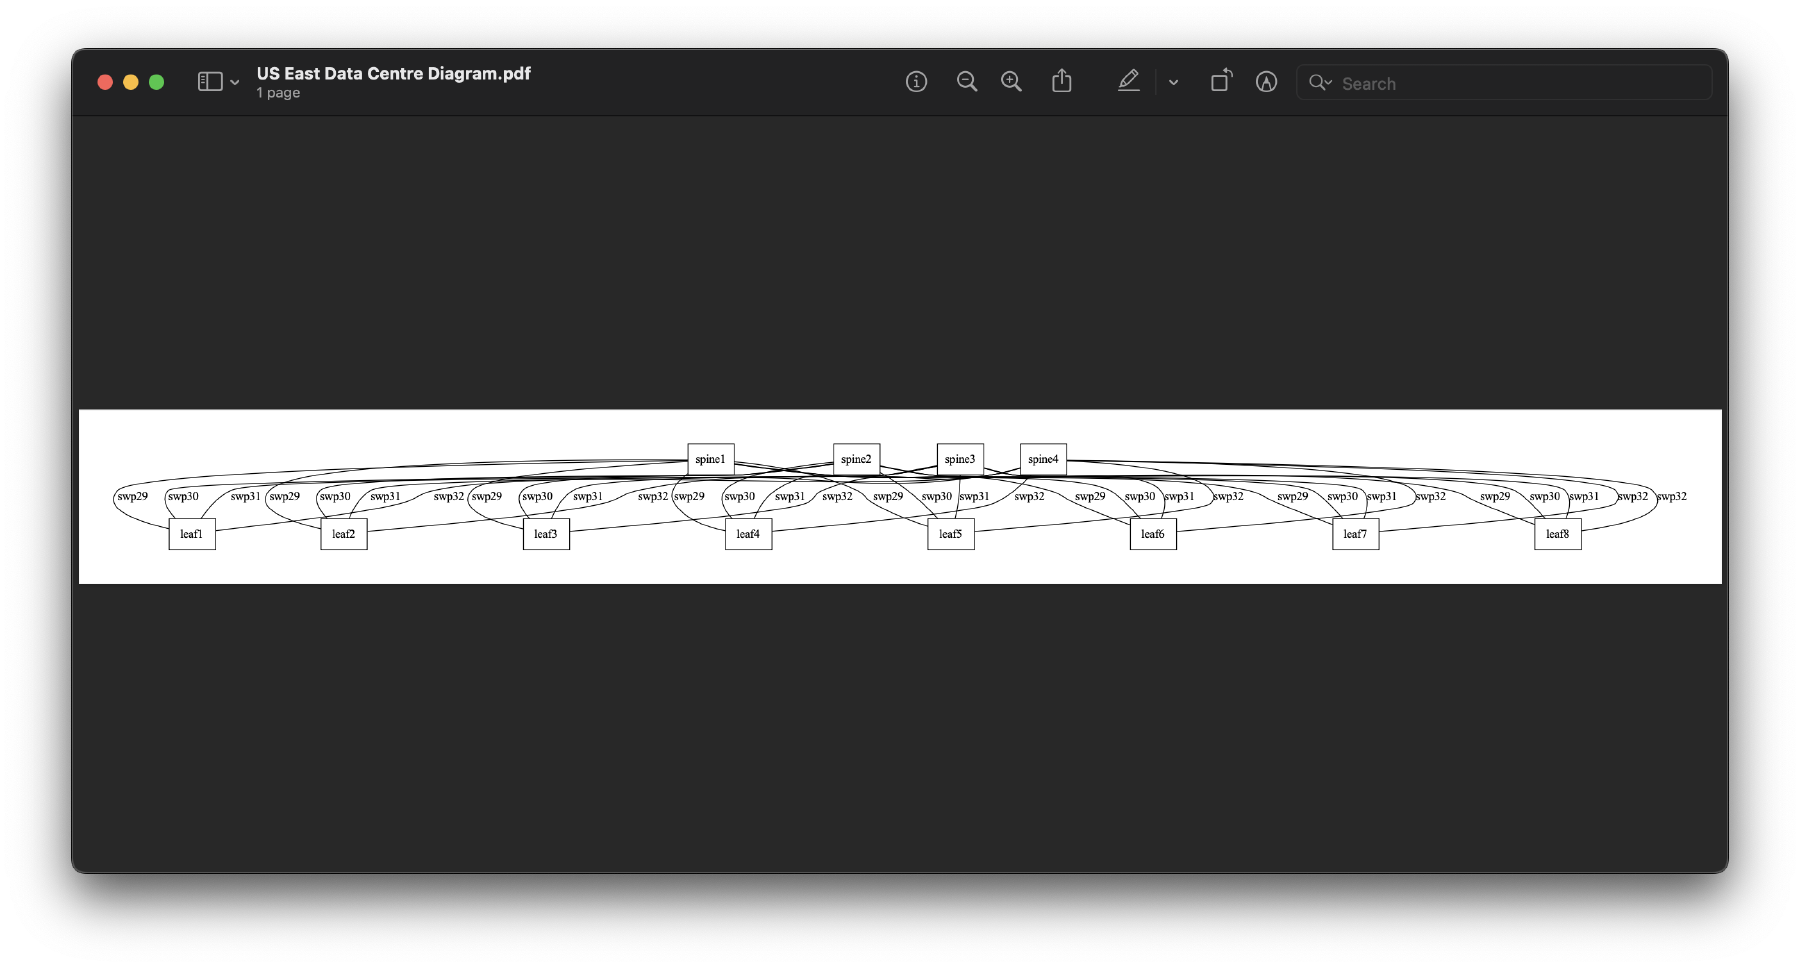 US East Data Centre Diagram.pdf
1 page
Search
spine1 spine2 spine3 spine4
swp29 swp30 swp31 swp29 swp30 swp31 swp32 swp29 swp30 swp31 swp32 swp29 swp30 swp31 swp32 swp29 swp30 swp31 swp32 swp29 swp30 swp31 swp32 swp29 swp30 swp31 swp32 swp29 swp30 swp31 swp32 swp32
leaf1 leaf2 leaf3 leaf4 leaf5 leaf6 leaf7 leaf8